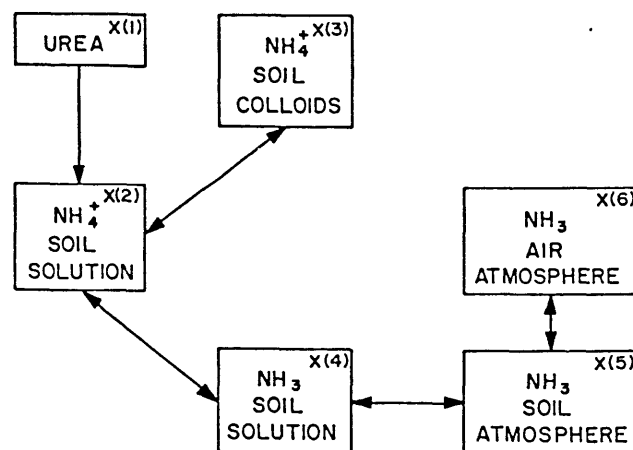 X(1)
UREA
X(3)
NH₄⁺
SOIL
COLLOIDS
X(2)
NH₄⁺
SOIL
SOLUTION
X(6)
NH₃
AIR
ATMOSPHERE
X(4)
NH₃
SOIL
SOLUTION
X(5)
NH₃
SOIL
ATMOSPHERE